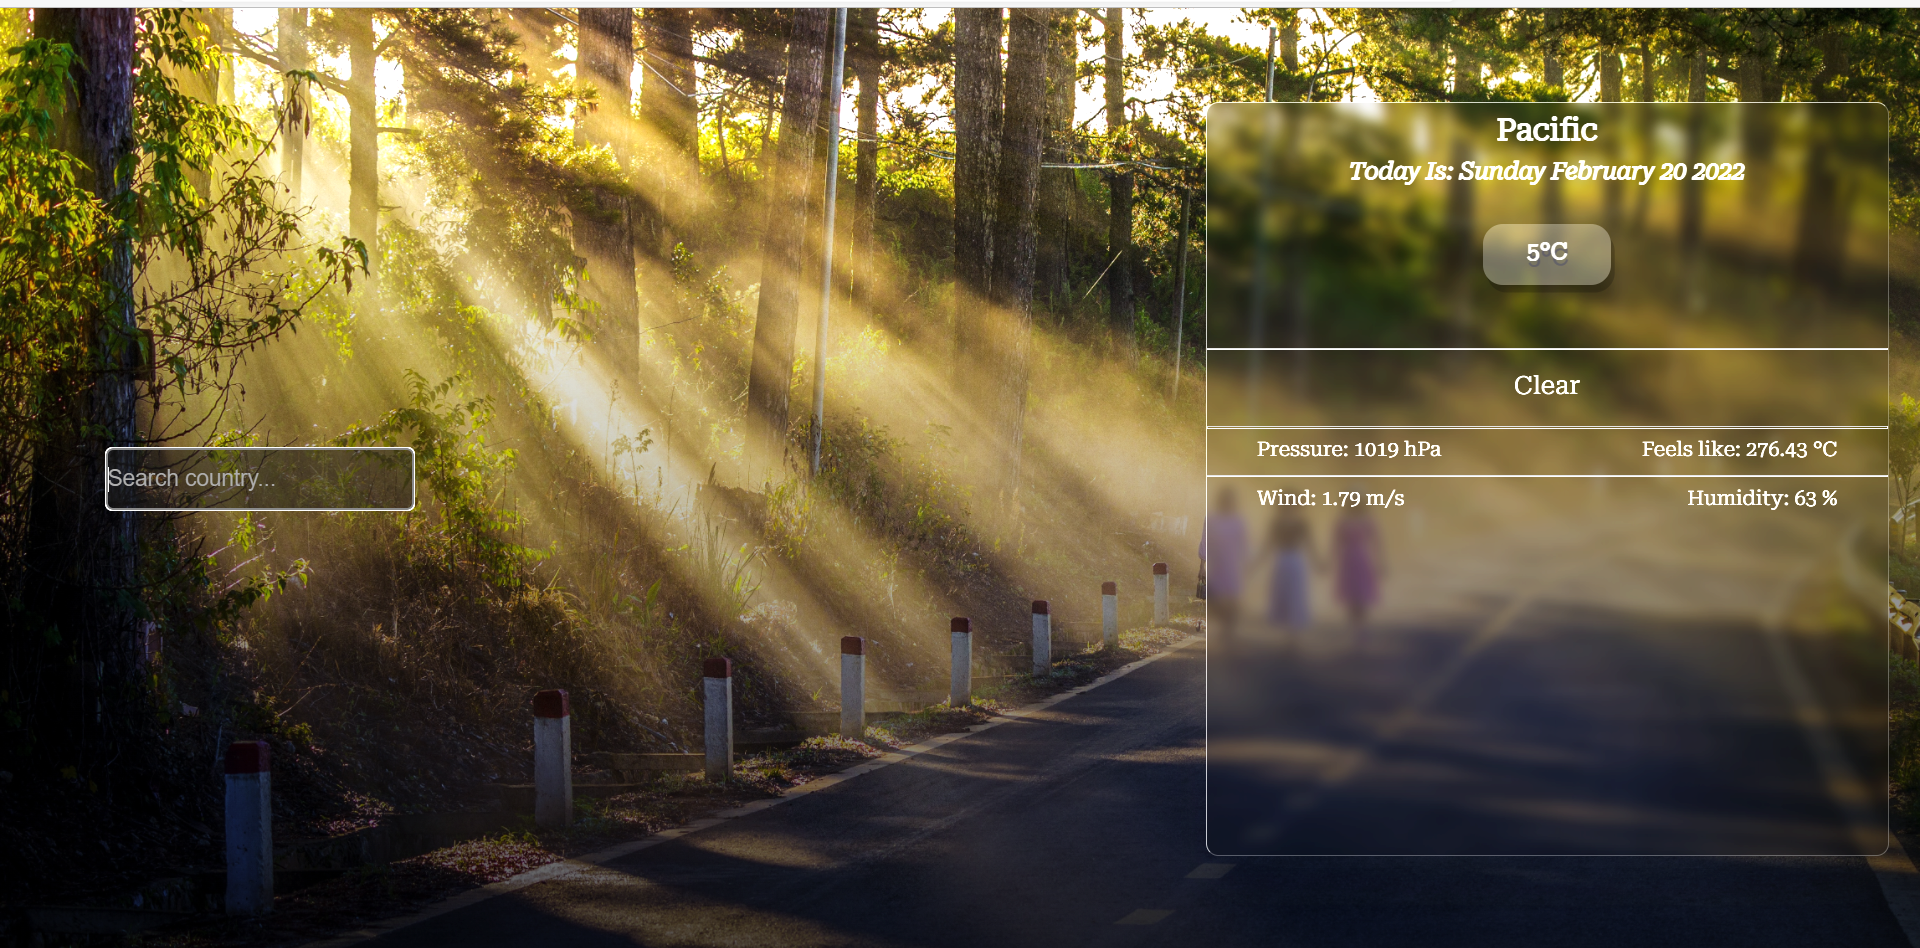 Pacific
Today Is: Sunday February 20 2022
5°C
Clear
Pressure: 1019 hPa Feels like: 276.43 °C
Search country...
Wind: 1.79 m/s Humidity: 63 %